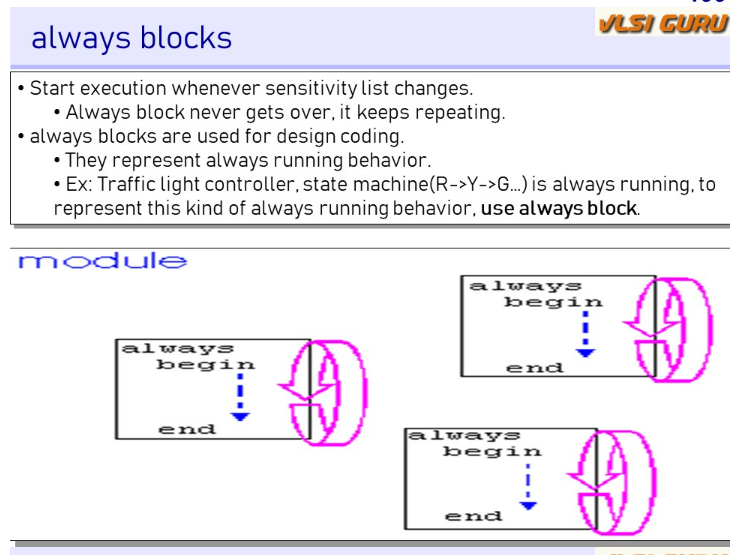 always blocks
VLSI GURU
• Start execution whenever sensitivity list changes.
• Always block never gets over, it keeps repeating.
• always blocks are used for design coding.
• They represent always running behavior.
• Ex: Traffic light controller, state machine(R->Y->G...) is always running, to
represent this kind of always running behavior, use always block.
module
always
begin
end
always
begin
end
always
begin
end